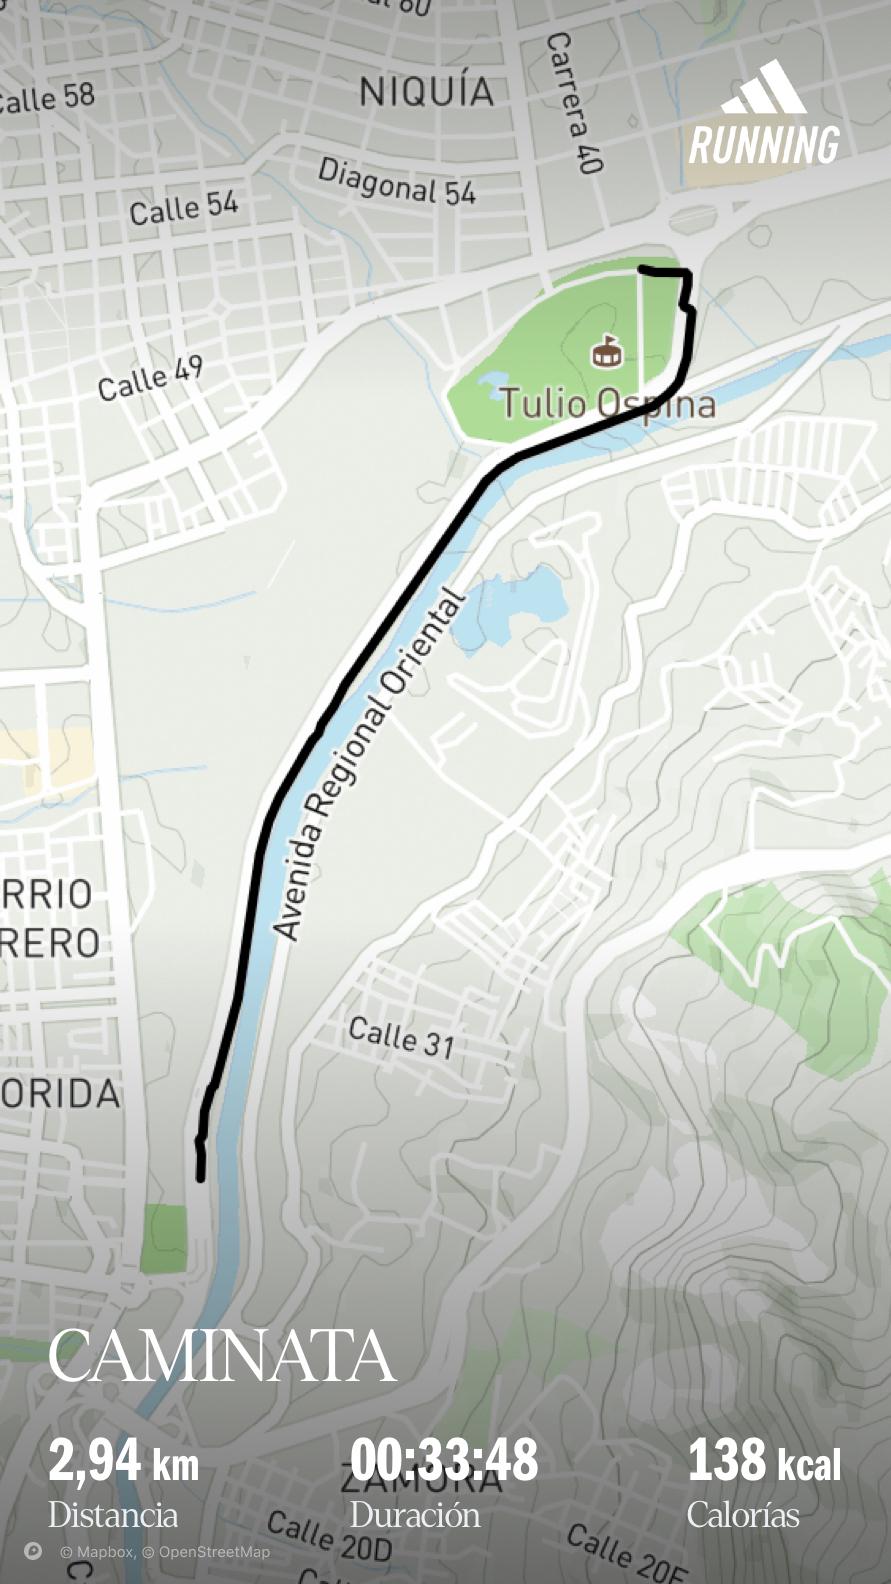 NIQUÍA
Carrera 40
Calle 58
RUNNING
Diagonal 54
Calle 54
Calle 49
Tulio Ospina
Avenida Regional Oriental
RRIO
RERO
Calle 31
ORIDA
CAMINATA
2,94 km
00:33:48
138 kcal
ZAMORA
Distancia
Duración
Calorías
Calle 20D
Calle 20F
© Mapbox, © OpenStreetMap